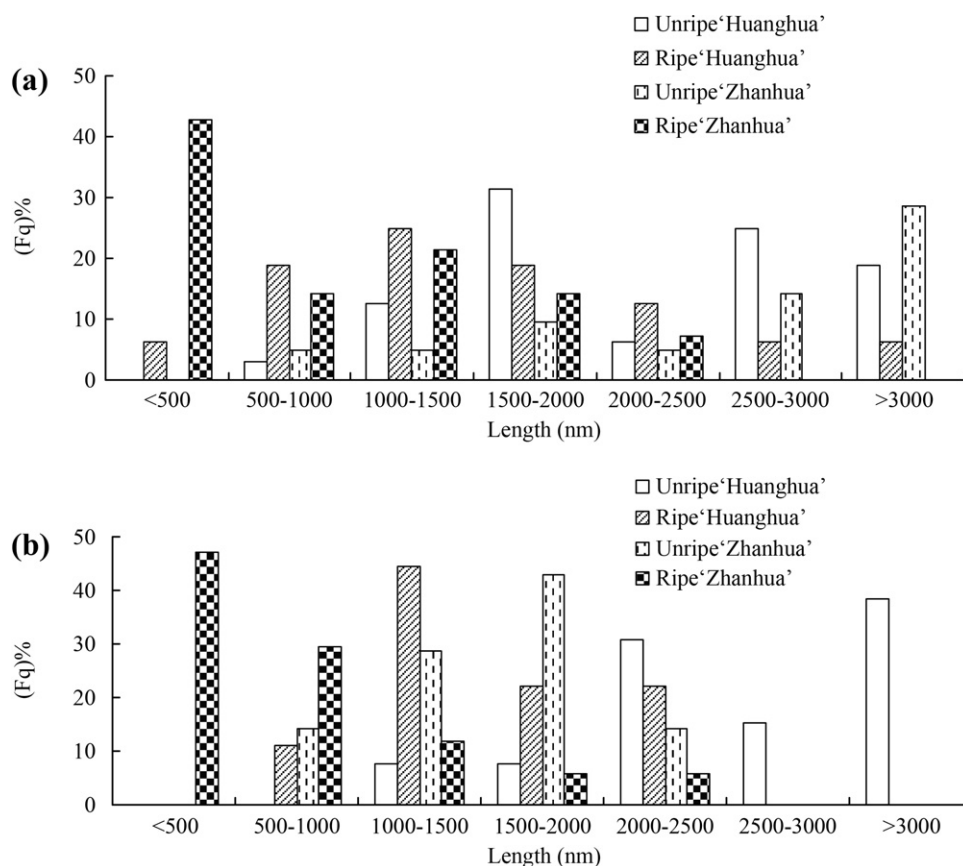 (a)
Unripe‘Huanghua’
Ripe‘Huanghua’
Unripe‘Zhanhua’
Ripe‘Zhanhua’
(Fq)%
50
40
30
20
10
0
<500 500-1000 1000-1500 1500-2000 2000-2500 2500-3000 >3000
Length (nm)
(b)
Unripe‘Huanghua’
Ripe‘Huanghua’
Unripe‘Zhanhua’
Ripe‘Zhanhua’
(Fq)%
50
40
30
20
10
0
<500 500-1000 1000-1500 1500-2000 2000-2500 2500-3000 >3000
Length (nm)